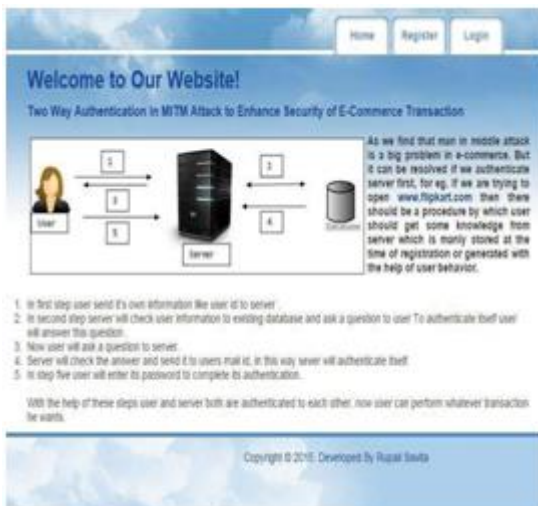 Home Register Login
Welcome to Our Website!
Two Way Authentication in MITM Attack to Enhance Security of E-Commerce Transaction
As we find that man in middle attack
is a big problem in e-commerce. But
it can be resolved if we authenticate
server first, for eg. if we are trying to
open www.flipkart.com then there
should be a procedure by which user
should get some knowledge from
server which is manly stored at the
time of registration or generated with
the help of user behavior.
1
3
5
4
User
Server
Database
1. In first step user send it's own information like user id to server
2. In second step server will check user information to existing database and ask a question to user To authenticate itself user
will answer this question
3. Now user will ask a question to server.
4. Server will check the answer and send it to users mail id, in this way sever will authenticate itself
5. In step five user will enter its password to complete its authentication.
With the help of these steps user and server both are authenticated to each other, now user can perform whatever transaction
he wants.
Copyright © Developed By Rupali Savita